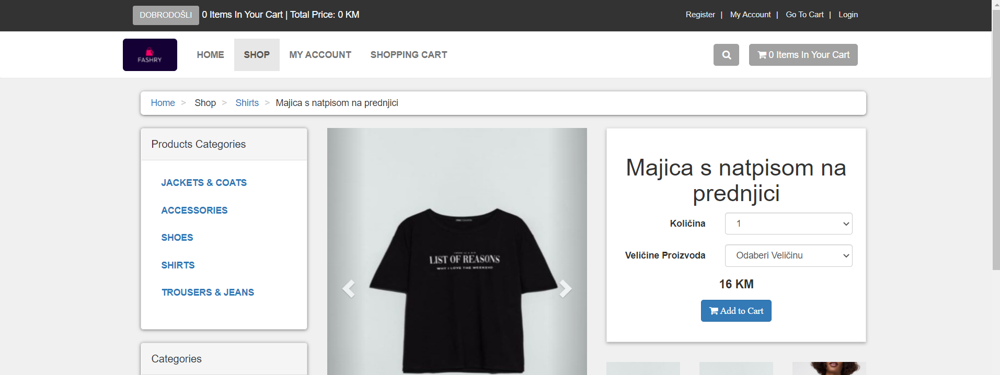 DOBRODOŠLI 0 Items In Your Cart | Total Price: 0 KM
Register | My Account | Go To Cart | Login
FASHRY
HOME SHOP MY ACCOUNT SHOPPING CART
0 Items In Your Cart
Home > Shop > Shirts > Majica s natpisom na prednjici
Products Categories
JACKETS & COATS
ACCESSORIES
SHOES
SHIRTS
TROUSERS & JEANS
Categories
LIST OF REASONS
WHY I LOVE THE WEEKEND
Majica s natpisom na
prednjici
Količina 1
Veličine Proizvoda Odaberi Veličinu
16 KM
Add to Cart